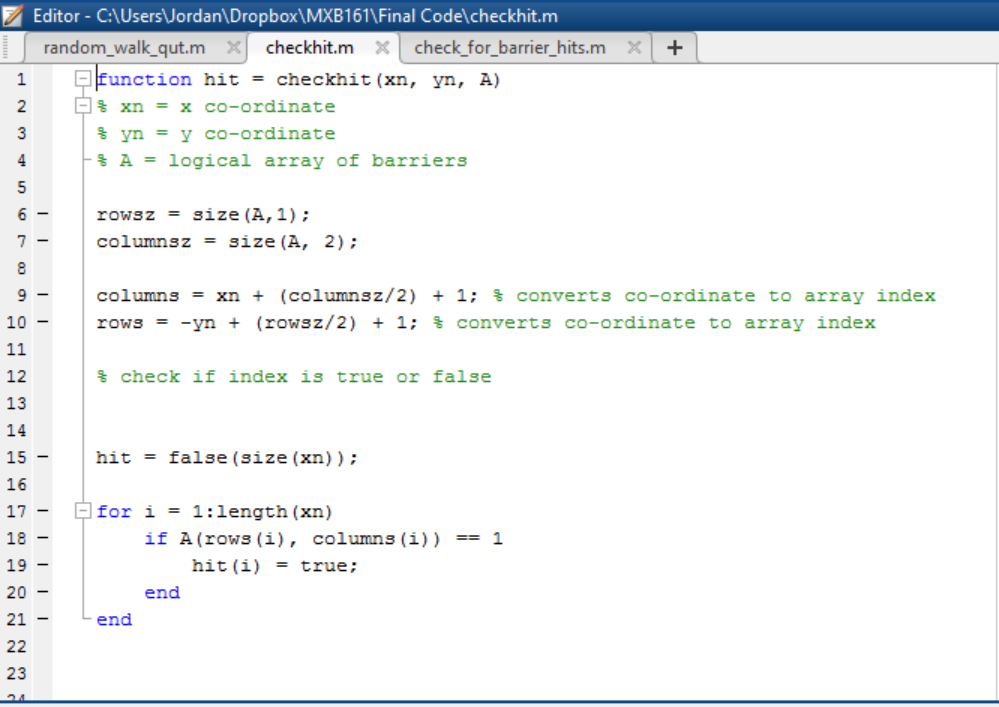 Editor - C:\Users\Jordan\Dropbox\MXB161\Final Code\checkhit.m
random_walk_qut.m checkhit.m check_for_barrier_hits.m +
1 function hit = checkhit(xn, yn, A)
2 % xn = x co-ordinate
3 % yn = y co-ordinate
4 % A = logical array of barriers
5
6 - rowsz = size(A,1);
7 - columnsz = size(A, 2);
8
9 - columns = xn + (columnsz/2) + 1; % converts co-ordinate to array index
10 - rows = -yn + (rowsz/2) + 1; % converts co-ordinate to array index
11
12 % check if index is true or false
13
14
15 - hit = false(size(xn));
16
17 - for i = 1:length(xn)
18 - if A(rows(i), columns(i)) == 1
19 - hit(i) = true;
20 - end
21 - end
22
23
24